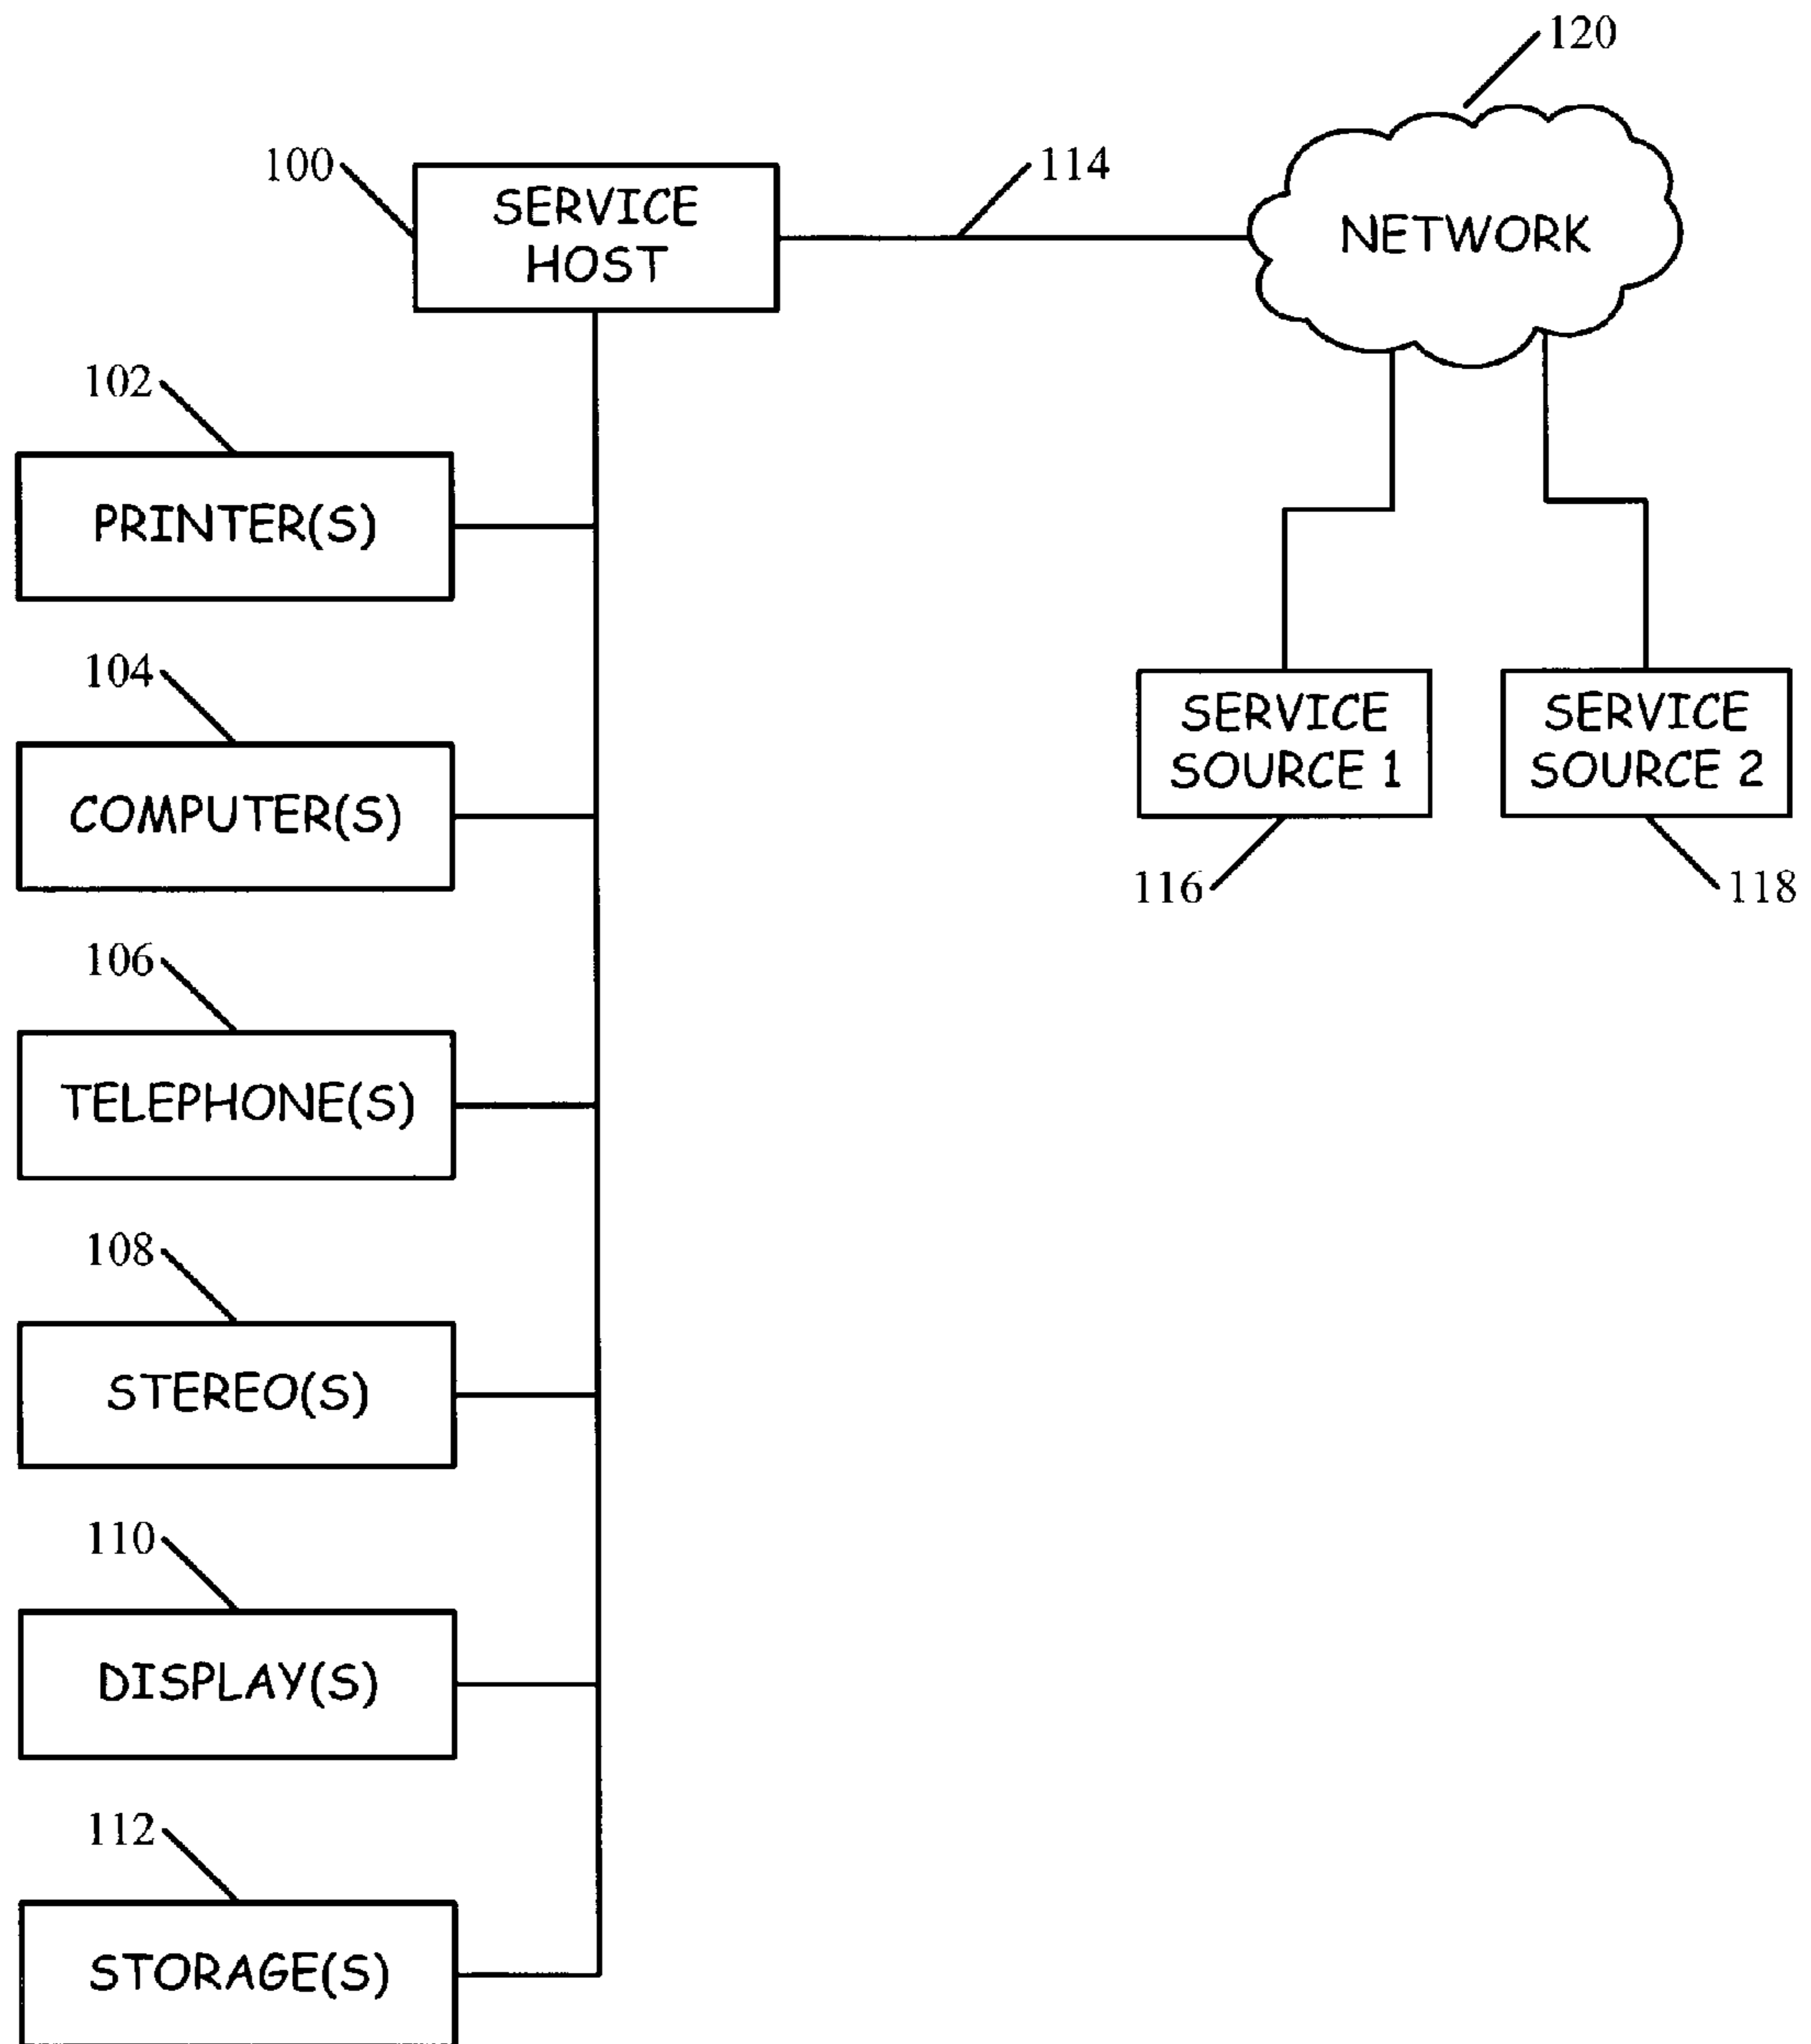 120
100
SERVICE
HOST
114
NETWORK
102
PRINTER(S)
104
COMPUTER(S)
SERVICE
SOURCE 1
SERVICE
SOURCE 2
116
118
106
TELEPHONE(S)
108
STEREO(S)
110
DISPLAY(S)
112
STORAGE(S)